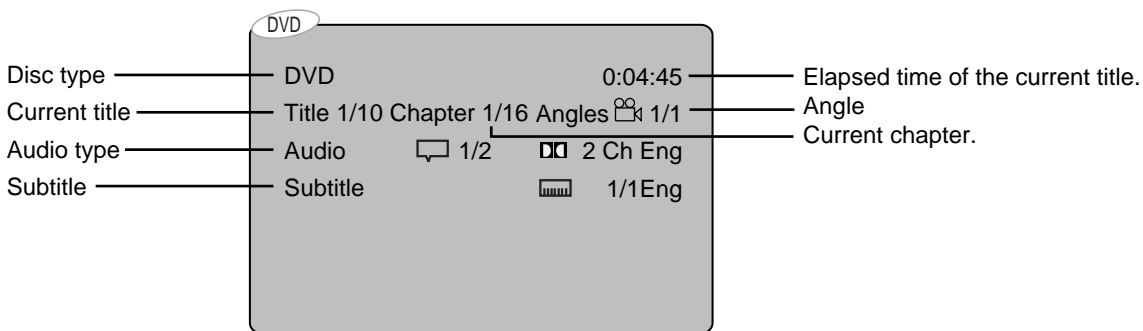 DVD
Disc type DVD 0:04:45 Elapsed time of the current title.
Current title Title 1/10 Chapter 1/16 Angles 1/1 Angle
Current chapter.
Audio type Audio 1/2 2 Ch Eng
Subtitle Subtitle 1/1Eng